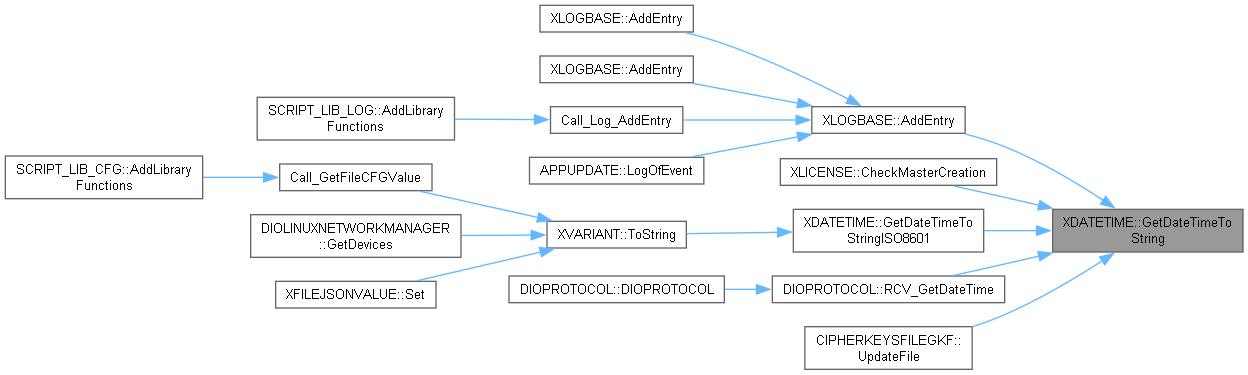 XLOGBASE::AddEntry
XLOGBASE::AddEntry
SCRIPT_LIB_LOG::AddLibrary
Functions
Call_Log_AddEntry
XLOGBASE::AddEntry
APPUPDATE::LogOfEvent
SCRIPT_LIB_CFG::AddLibrary
Functions
Call_GetFileCFGValue
XLICENSE::CheckMasterCreation
DIOLINUXNETWORKMANAGER
::GetDevices
XVARIANT::ToString
XDATETIME::GetDateTimeTo
StringISO8601
XDATETIME::GetDateTimeTo
String
XFILEJSONVALUE::Set
DIOPROTOCOL::DIOPROTOCOL
DIOPROTOCOL::RCV_GetDateTime
CIPHERKEYSFILEGKF::
UpdateFile